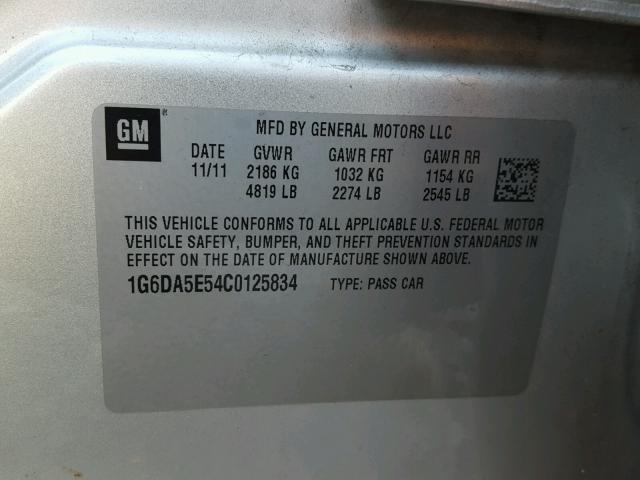 GM
MFD BY GENERAL MOTORS LLC
DATE GVWR GAWR FRT GAWR RR
11/11 2186 KG 1032 KG 1154 KG
4819 LB 2274 LB 2545 LB
THIS VEHICLE CONFORMS TO ALL APPLICABLE U.S. FEDERAL MOTOR
VEHICLE SAFETY, BUMPER, AND THEFT PREVENTION STANDARDS IN
EFFECT ON THE DATE OF MANUFACTURE SHOWN ABOVE.
1G6DA5E54C0125834 TYPE: PASS CAR